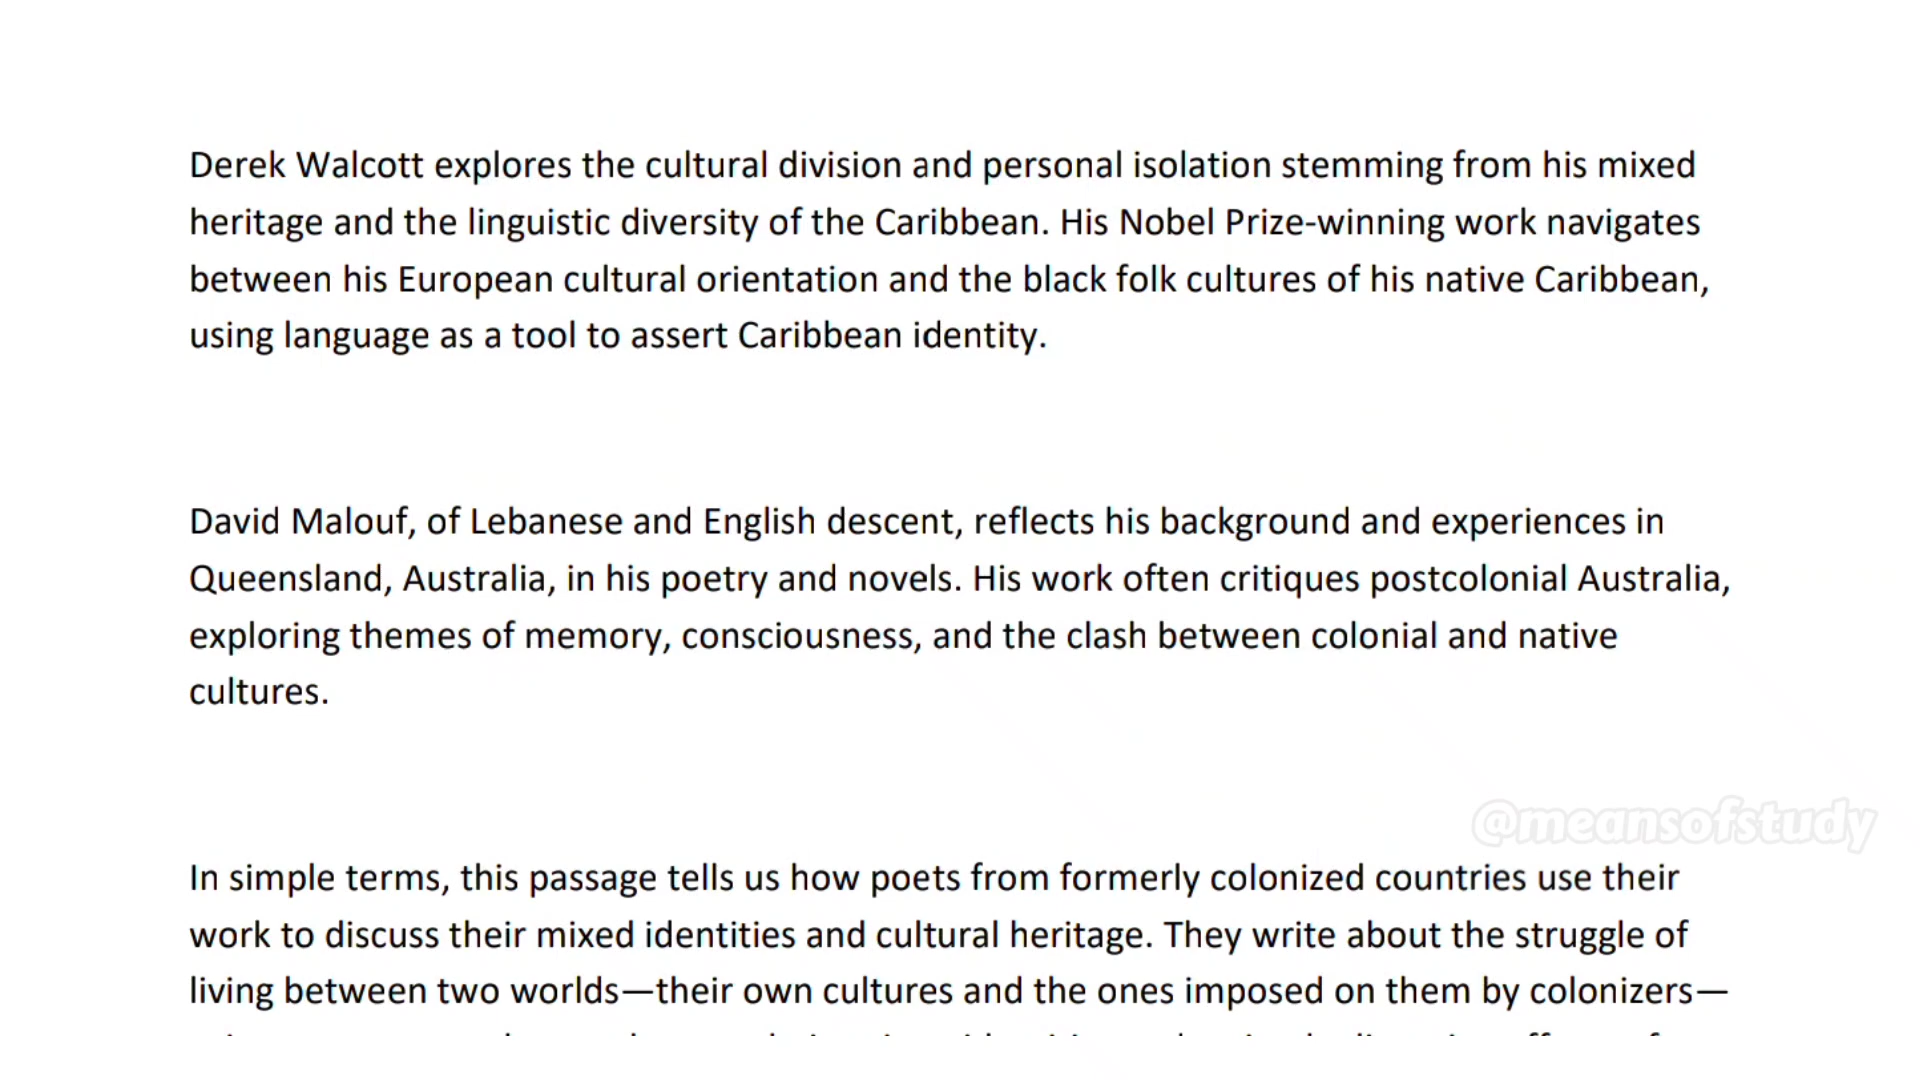 Derek Walcott explores the cultural division and personal isolation stemming from his mixed
heritage and the linguistic diversity of the Caribbean. His Nobel Prize-winning work navigates
between his European cultural orientation and the black folk cultures of his native Caribbean,
using language as a tool to assert Caribbean identity.
David Malouf, of Lebanese and English descent, reflects his background and experiences in
Queensland, Australia, in his poetry and novels. His work often critiques postcolonial Australia,
exploring themes of memory, consciousness, and the clash between colonial and native
cultures.
@meansofstudy
In simple terms, this passage tells us how poets from formerly colonized countries use their
work to discuss their mixed identities and cultural heritage. They write about the struggle of
living between two worlds—their own cultures and the ones imposed on them by colonizers—